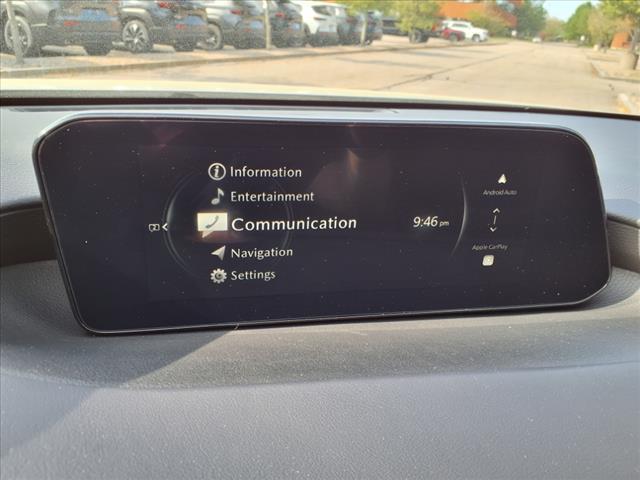 Information
Entertainment
Communication
Navigation
Settings
9:46 pm
Android Auto
Apple CarPlay